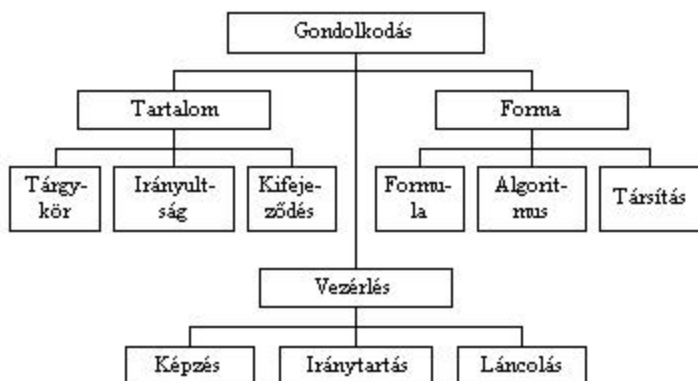 Gondolkodás
Tartalom
Forma
Tárgy-
kör
Irányult-
ság
Kifeje-
ződés
Formu-
la
Algorit-
mus
Társítás
Vezérlés
Képzés
Iránytartás
Láncolás